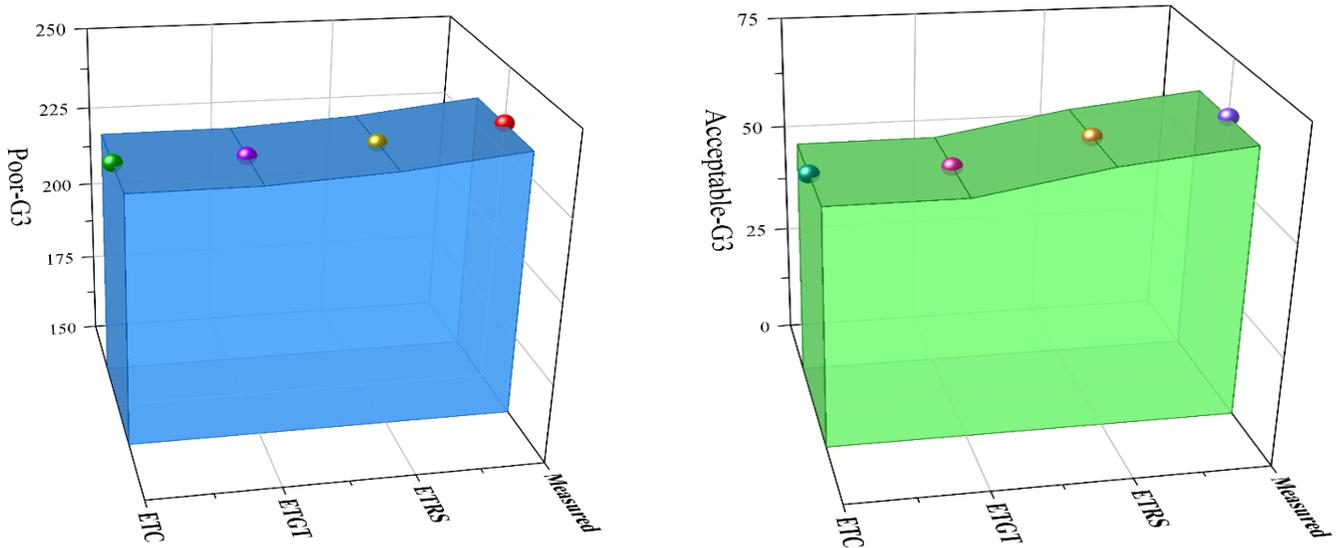 250
225
200
175
150
Poor-G3
ETC
ETGT
ETRS
Measured
75
50
25
0
Acceptable-G3
ETC
ETGT
ETRS
Measured